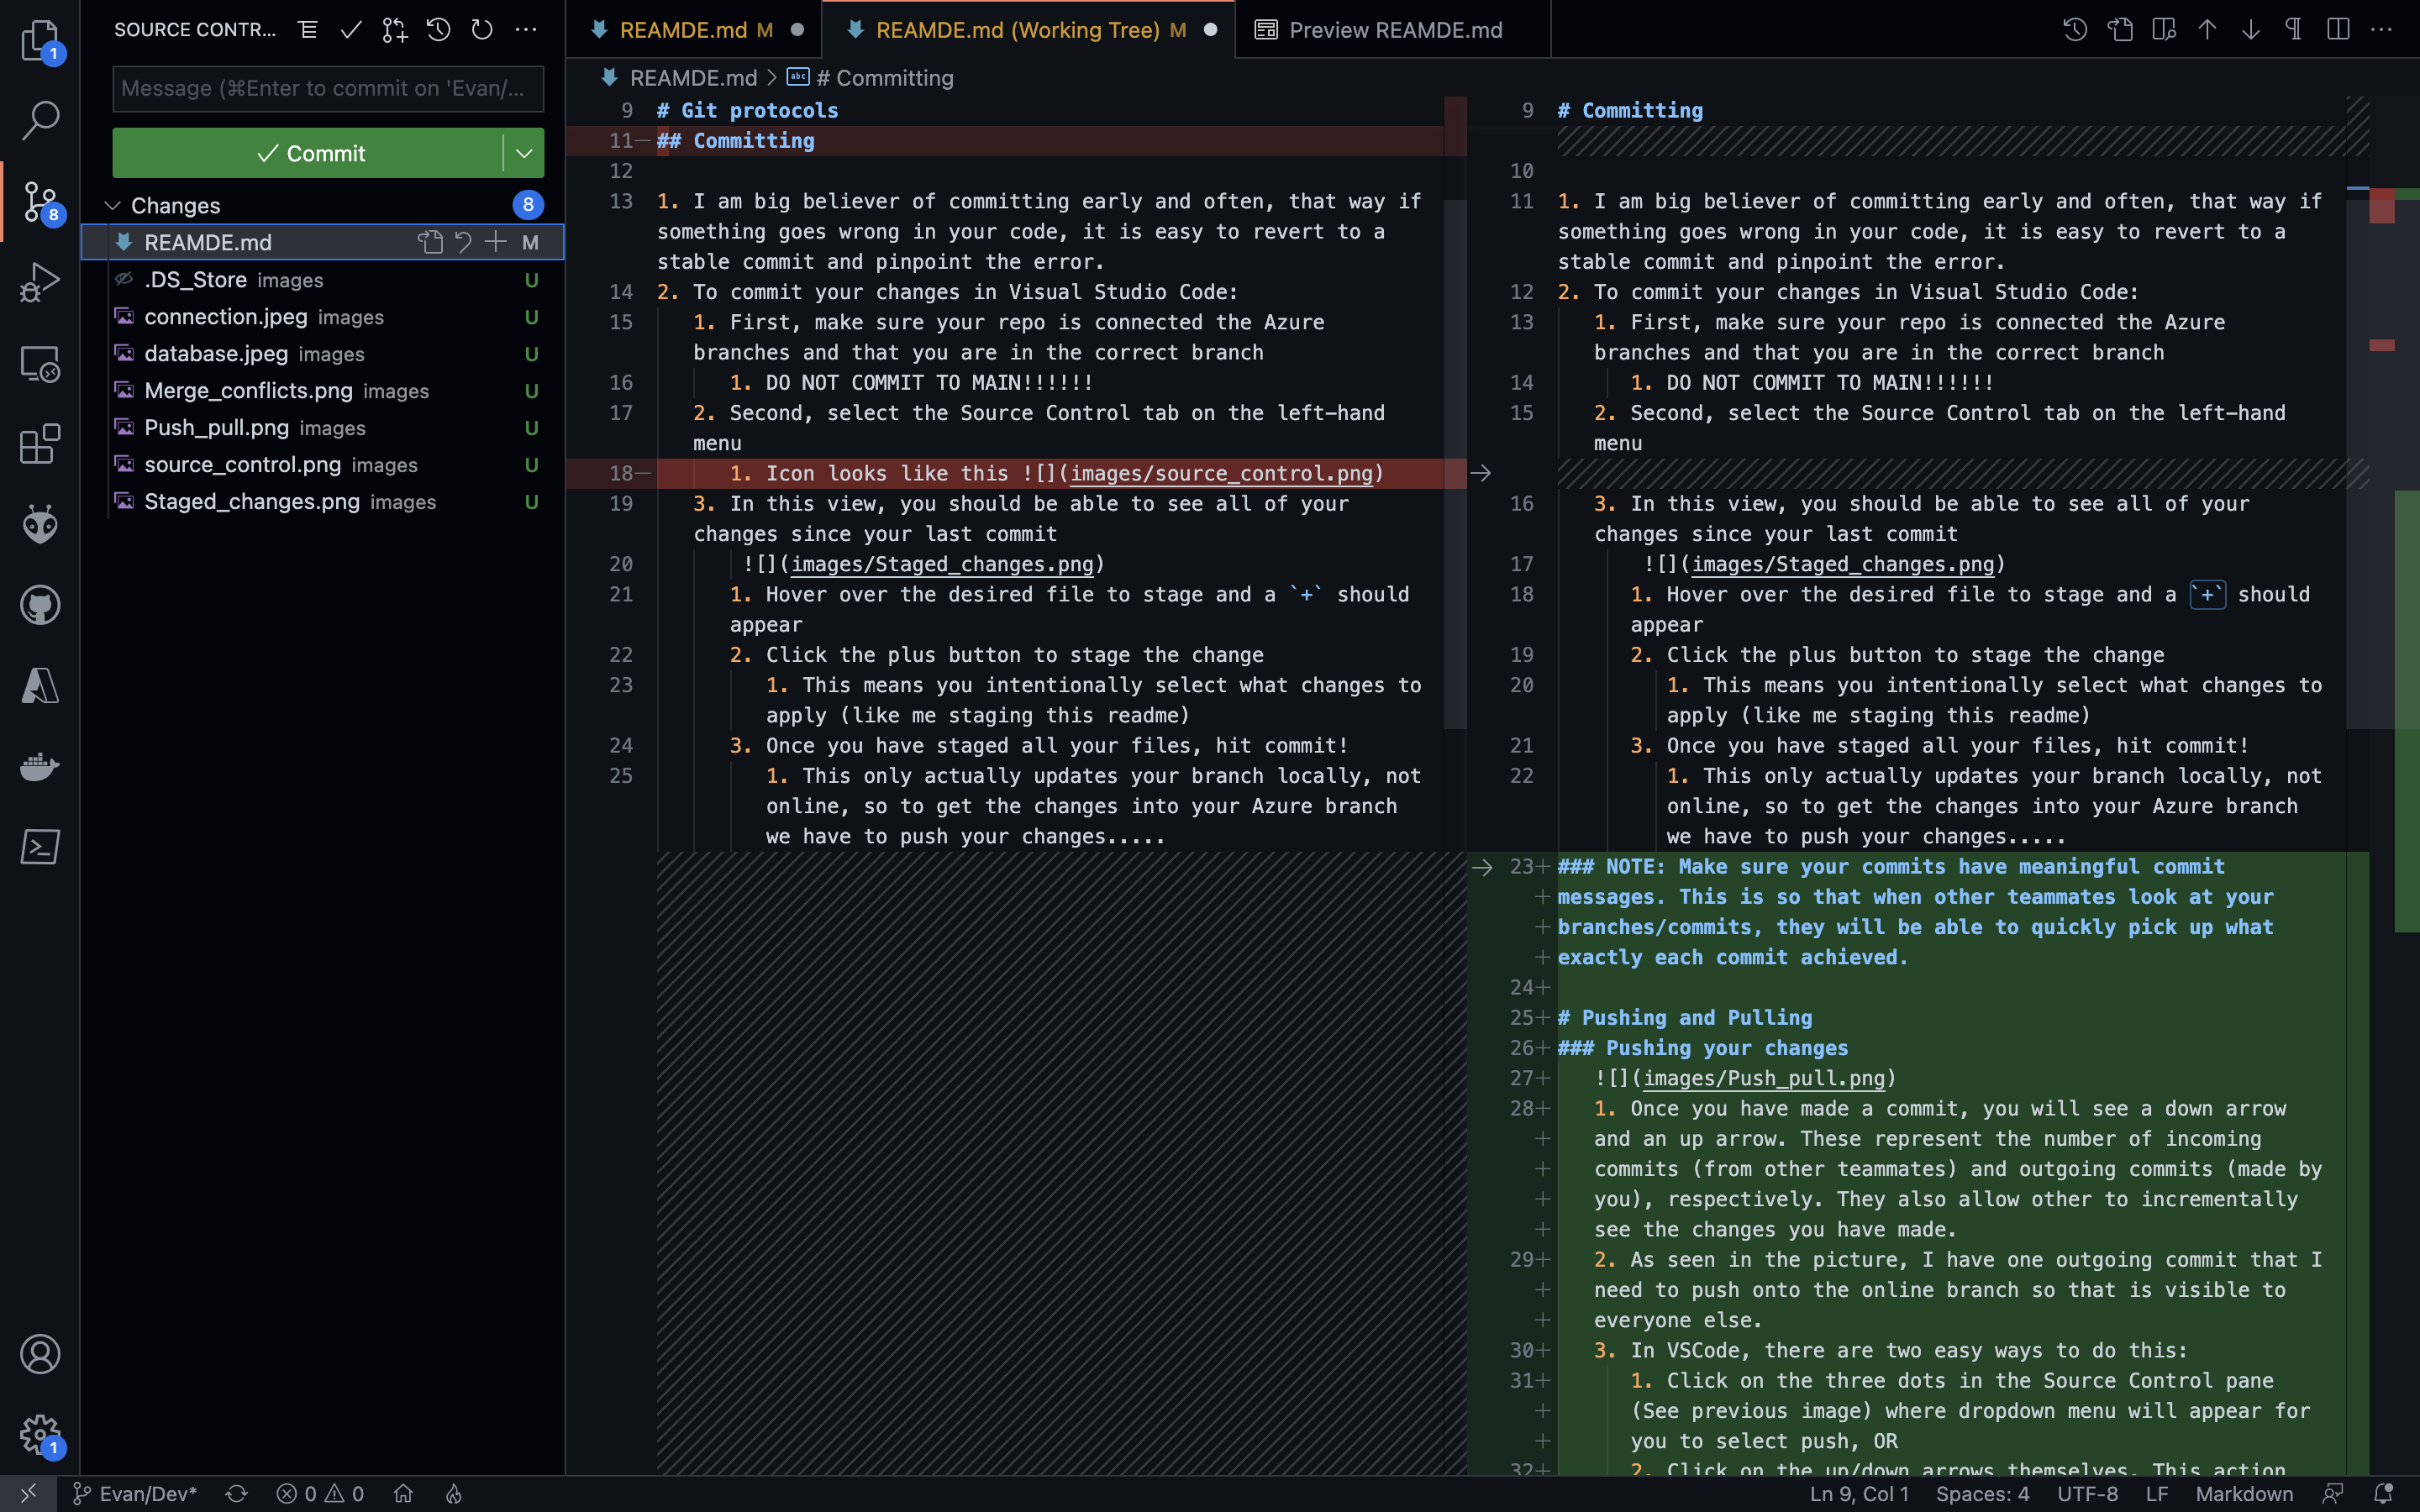 SOURCE CONTR...
REAMDE.md M
REAMDE.md (Working Tree) M
Preview REAMDE.md
1
Message (⌘Enter to commit on 'Evan/...
REAMDE.md > abc # Committing
Commit
Changes 8
8
REAMDE.md M
.DS_Store images U
connection.jpeg images U
database.jpeg images U
Merge_conflicts.png images U
Push_pull.png images U
source_control.png images U
Staged_changes.png images U
1
9 # Git protocols
11— ## Committing
12
13 1. I am big believer of committing early and often, that way if
something goes wrong in your code, it is easy to revert to a
stable commit and pinpoint the error.
14 2. To commit your changes in Visual Studio Code:
15 1. First, make sure your repo is connected the Azure
branches and that you are in the correct branch
16 1. DO NOT COMMIT TO MAIN!!!!!!
17 2. Second, select the Source Control tab on the left-hand
menu
18— 1. Icon looks like this ![](images/source_control.png)
19 3. In this view, you should be able to see all of your
changes since your last commit
20 ![](images/Staged_changes.png)
21 1. Hover over the desired file to stage and a `+` should
appear
22 2. Click the plus button to stage the change
23 1. This means you intentionally select what changes to
apply (like me staging this readme)
24 3. Once you have staged all your files, hit commit!
25 1. This only actually updates your branch locally, not
online, so to get the changes into your Azure branch
we have to push your changes.....
9 # Committing
10
11 1. I am big believer of committing early and often, that way if
something goes wrong in your code, it is easy to revert to a
stable commit and pinpoint the error.
12 2. To commit your changes in Visual Studio Code:
13 1. First, make sure your repo is connected the Azure
branches and that you are in the correct branch
14 1. DO NOT COMMIT TO MAIN!!!!!!
15 2. Second, select the Source Control tab on the left-hand
menu
16 3. In this view, you should be able to see all of your
changes since your last commit
17 ![](images/Staged_changes.png)
18 1. Hover over the desired file to stage and a `+` should
appear
19 2. Click the plus button to stage the change
20 1. This means you intentionally select what changes to
apply (like me staging this readme)
21 3. Once you have staged all your files, hit commit!
22 1. This only actually updates your branch locally, not
online, so to get the changes into your Azure branch
we have to push your changes.....
23+ ### NOTE: Make sure your commits have meaningful commit
+ messages. This is so that when other teammates look at your
+ branches/commits, they will be able to quickly pick up what
+ exactly each commit achieved.
24+
25+ # Pushing and Pulling
26+ ### Pushing your changes
27+ ![](images/Push_pull.png)
28+ 1. Once you have made a commit, you will see a down arrow
+ and an up arrow. These represent the number of incoming
+ commits (from other teammates) and outgoing commits (made by
+ you), respectively. They also allow other to incrementally
+ see the changes you have made.
29+ 2. As seen in the picture, I have one outgoing commit that I
+ need to push onto the online branch so that is visible to
+ everyone else.
30+ 3. In VSCode, there are two easy ways to do this:
31+ 1. Click on the three dots in the Source Control pane
+ (See previous image) where dropdown menu will appear for
+ you to select push, OR
32+ 2. Click on the up/down arrows themselves. This action
Evan/Dev* 0 0
Ln 9, Col 1 Spaces: 4 UTF-8 LF Markdown